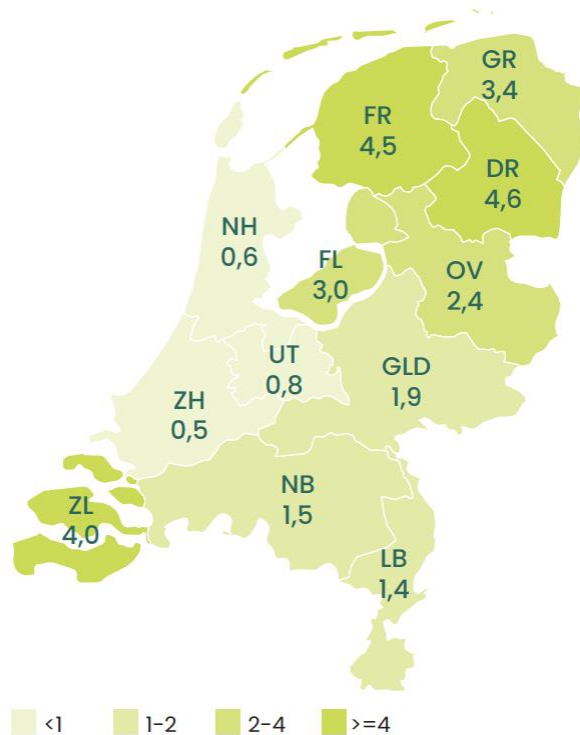 GR
3,4
FR
4,5
DR
4,6
NH
0,6
FL
3,0
OV
2,4
UT
0,8
GLD
1,9
ZH
0,5
NB
1,5
ZL
4,0
LB
1,4
<1 1-2 2-4 >=4